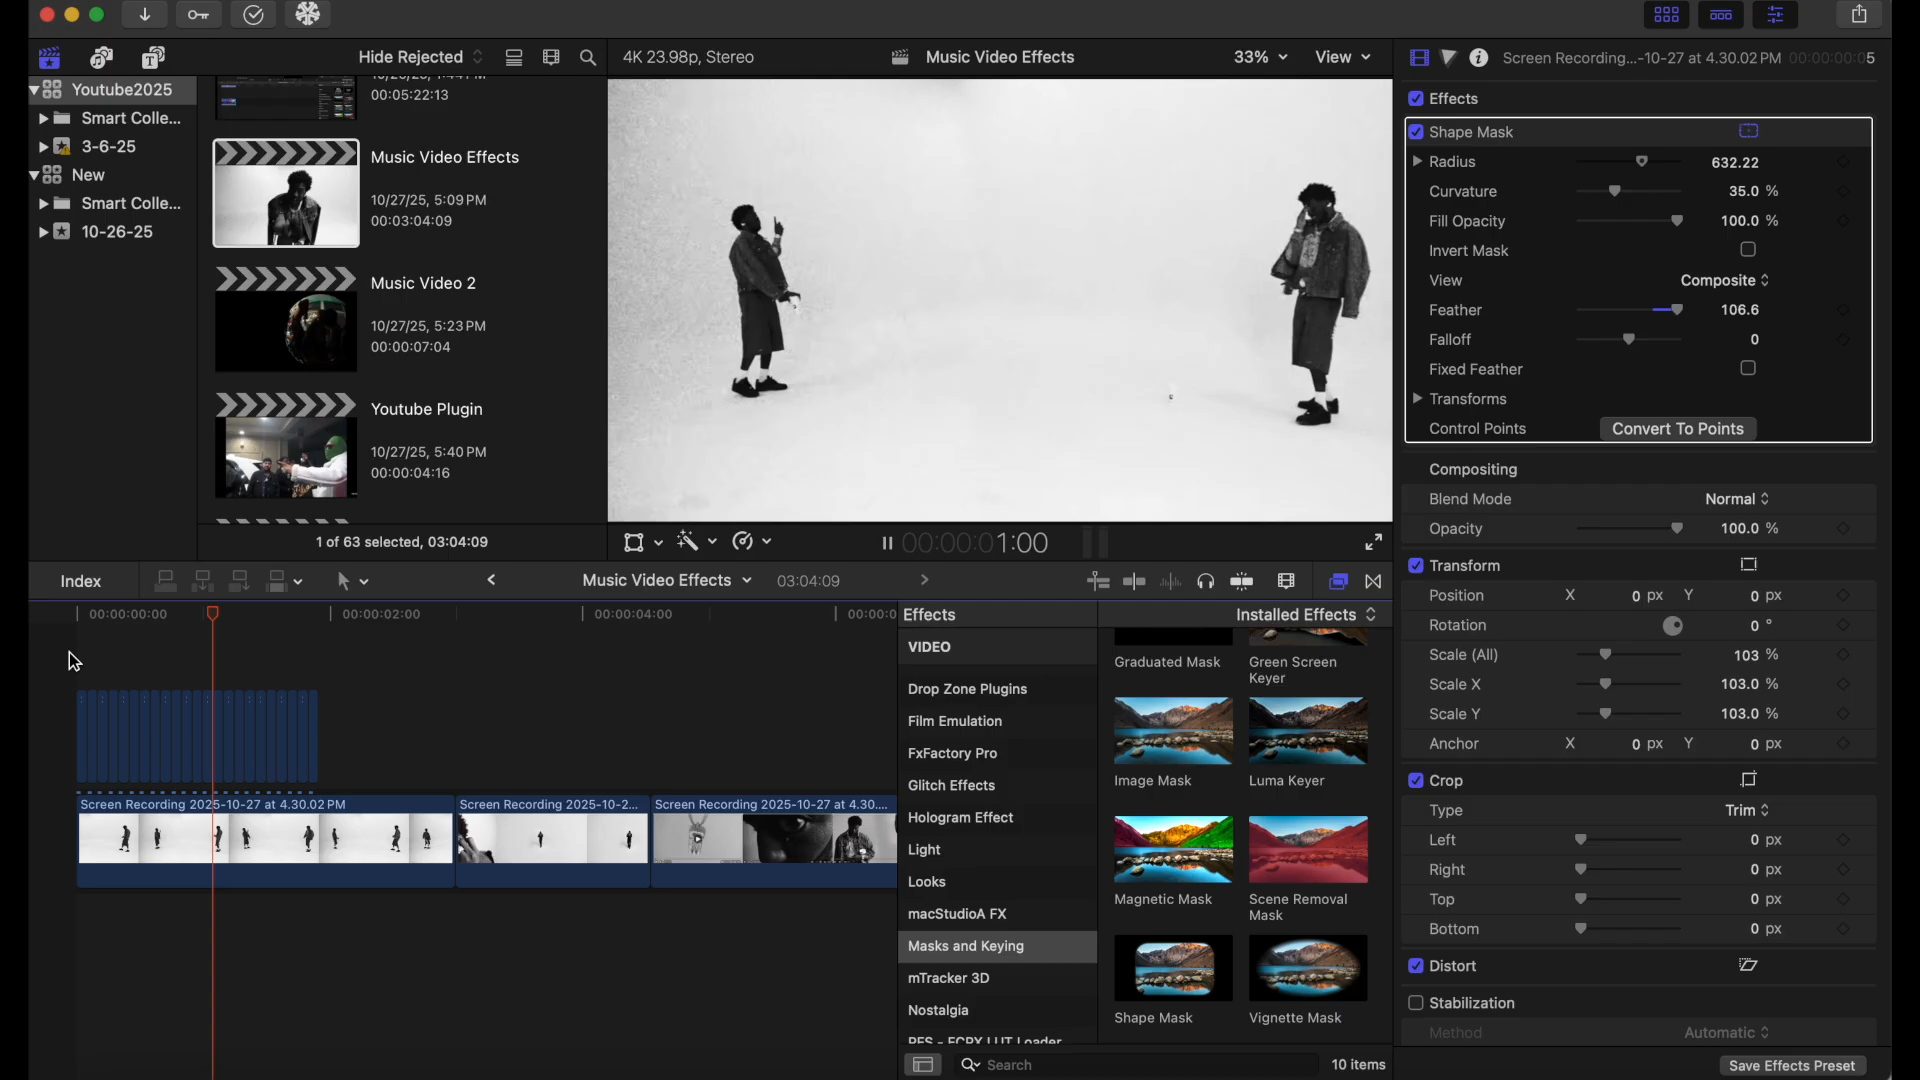 Hide Rejected
4K 23.98p, Stereo
Music Video Effects
33%
View
Screen Recording...-10-27 at 4.30.02 PM
00:00:00:05
Youtube2025
Smart Colle...
3-6-25
New
Smart Colle...
10-26-25
00:05:22:13
Music Video Effects
10/27/25, 5:09 PM
00:03:04:09
Music Video 2
10/27/25, 5:23 PM
00:00:07:04
Youtube Plugin
10/27/25, 5:40 PM
00:00:04:16
1 of 63 selected, 03:04:09
00:00:01:00
Effects
Shape Mask
Radius 632.22
Curvature 35.0 %
Fill Opacity 100.0 %
Invert Mask
View Composite
Feather 106.6
Falloff 0
Fixed Feather
Transforms
Control Points Convert To Points
Compositing
Blend Mode Normal
Opacity 100.0 %
Transform
Position X 0 px Y 0 px
Rotation 0 °
Scale (All) 103 %
Scale X 103.0 %
Scale Y 103.0 %
Anchor X 0 px Y 0 px
Crop
Type Trim
Left 0 px
Right 0 px
Top 0 px
Bottom 0 px
Distort
Stabilization
Method Automatic
Save Effects Preset
Index
Music Video Effects
03:04:09
00:00:00:00
00:00:02:00
00:00:04:00
00:00:0
Screen Recording 2025-10-27 at 4.30.02 PM
Screen Recording 2025-10-2...
Screen Recording 2025-10-27 at 4.30....
Effects
Installed Effects
VIDEO
Drop Zone Plugins
Film Emulation
FxFactory Pro
Glitch Effects
Hologram Effect
Light
Looks
macStudioA FX
Masks and Keying
mTracker 3D
Nostalgia
Graduated Mask
Green Screen
Keyer
Image Mask
Luma Keyer
Magnetic Mask
Scene Removal
Mask
Shape Mask
Vignette Mask
Search
10 items